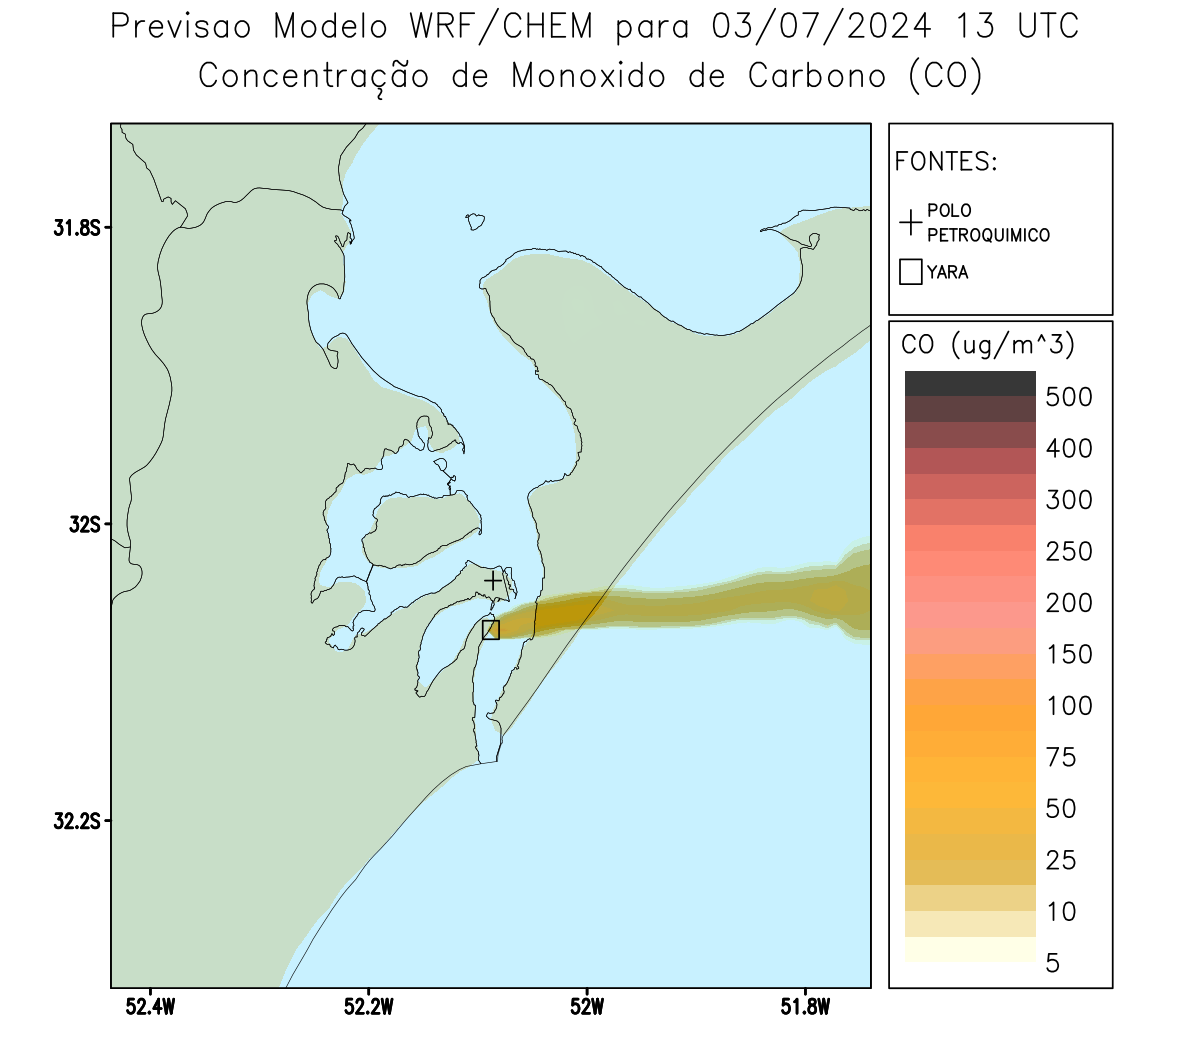 Previsao Modelo WRF/CHEM para 03/07/2024 13 UTC
Concentração de Monoxido de Carbono (CO)
31.8S
32S
32.2S
52.4W
52.2W
52W
51.8W
FONTES:
POLO
PETROQUIMICO
YARA
CO (ug/m^3)
500
400
300
250
200
150
100
75
50
25
10
5